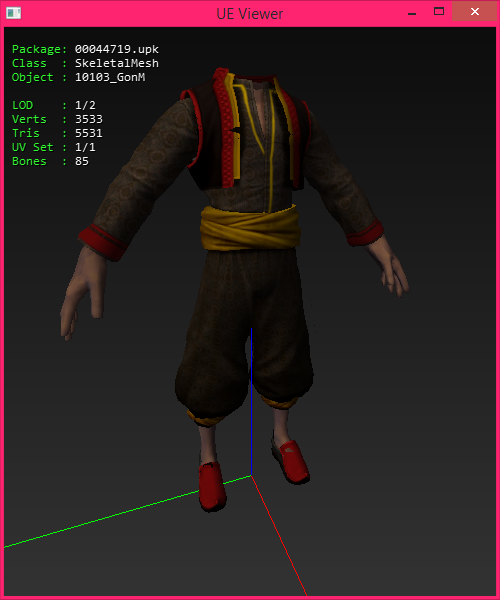 UE Viewer
Package: 00044719.upk
Class : SkeletalMesh
Object : 10103_GonM
LOD : 1/2
Verts : 3533
Tris : 5531
UV Set : 1/1
Bones : 85